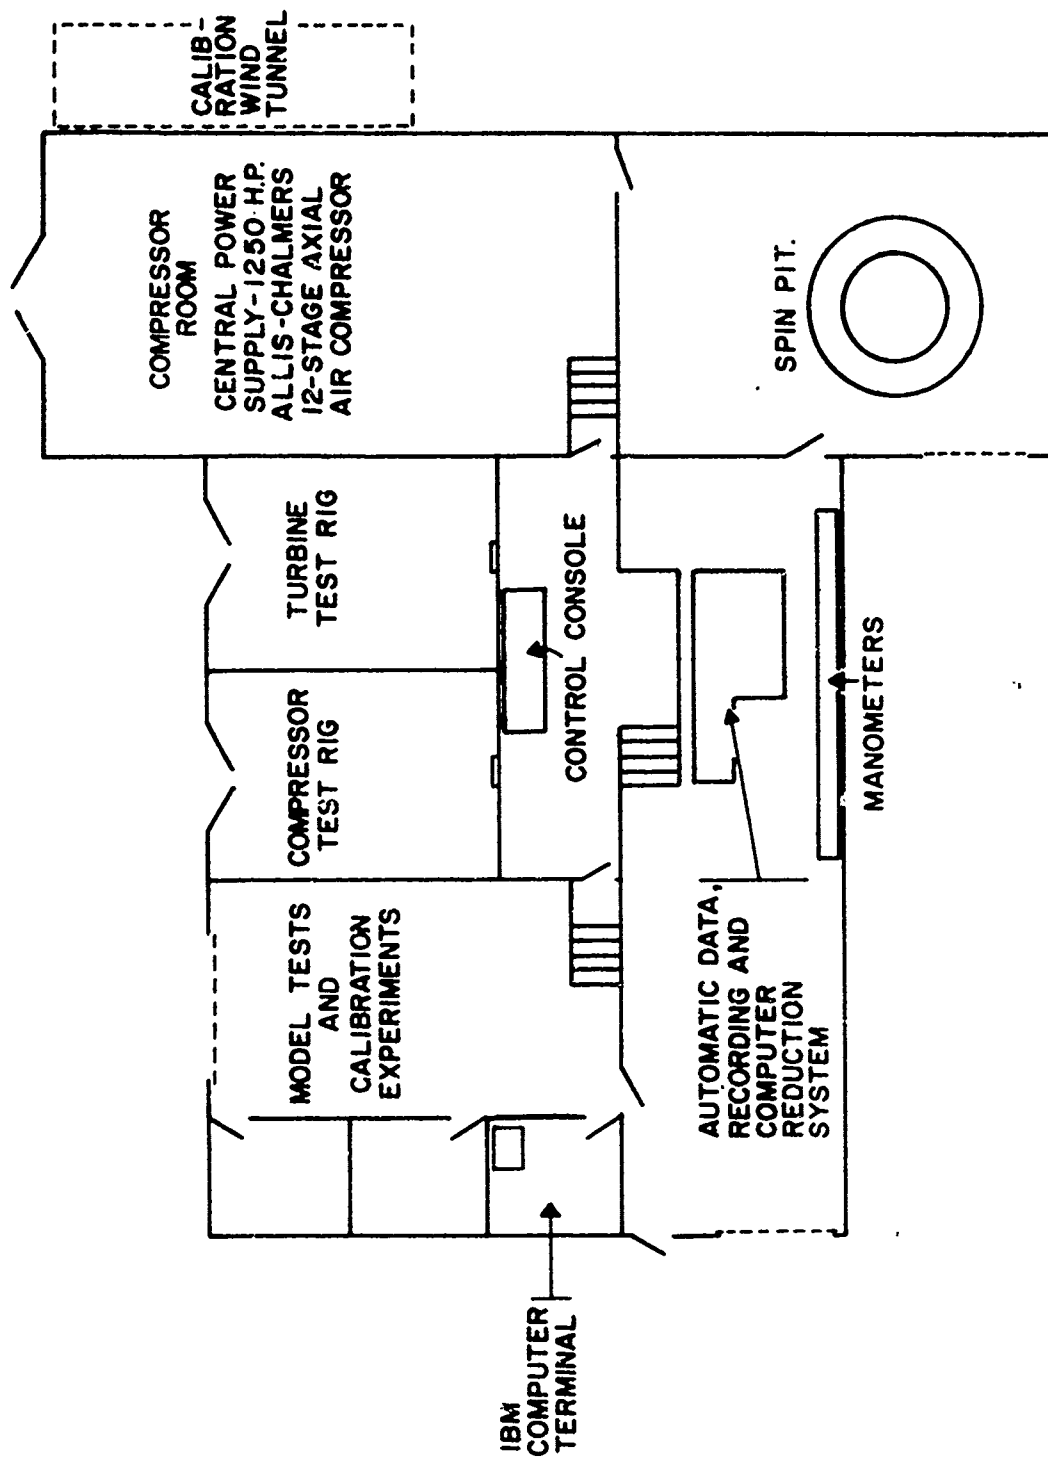 CALIB-
RATION
WIND
TUNNEL
COMPRESSOR
ROOM
CENTRAL POWER
SUPPLY-1250 H.P.
ALLIS-CHALMERS
12-STAGE AXIAL
AIR COMPRESSOR
TURBINE
TEST RIG
COMPRESSOR
TEST RIG
MODEL TESTS
AND
CALIBRATION
EXPERIMENTS
CONTROL CONSOLE
SPIN PIT.
MANOMETERS
AUTOMATIC DATA,
RECORDING AND
COMPUTER
REDUCTION
SYSTEM
IBM
COMPUTER
TERMINAL